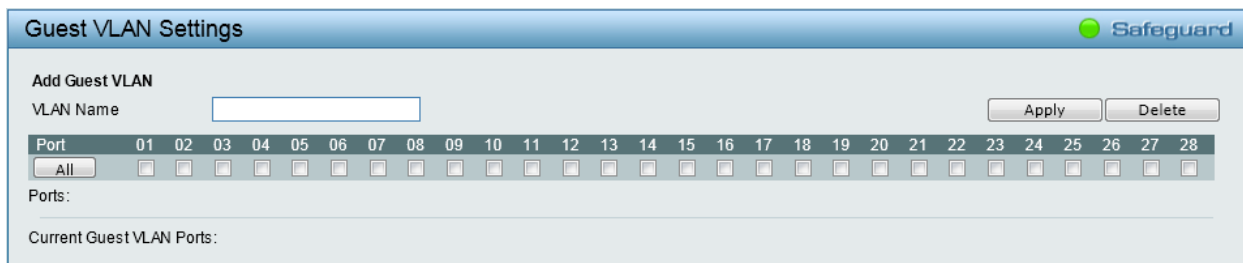 Guest VLAN Settings
Safeguard
Add Guest VLAN
VLAN Name
Apply Delete
Port 01 02 03 04 05 06 07 08 09 10 11 12 13 14 15 16 17 18 19 20 21 22 23 24 25 26 27 28
All
Ports:
Current Guest VLAN Ports: